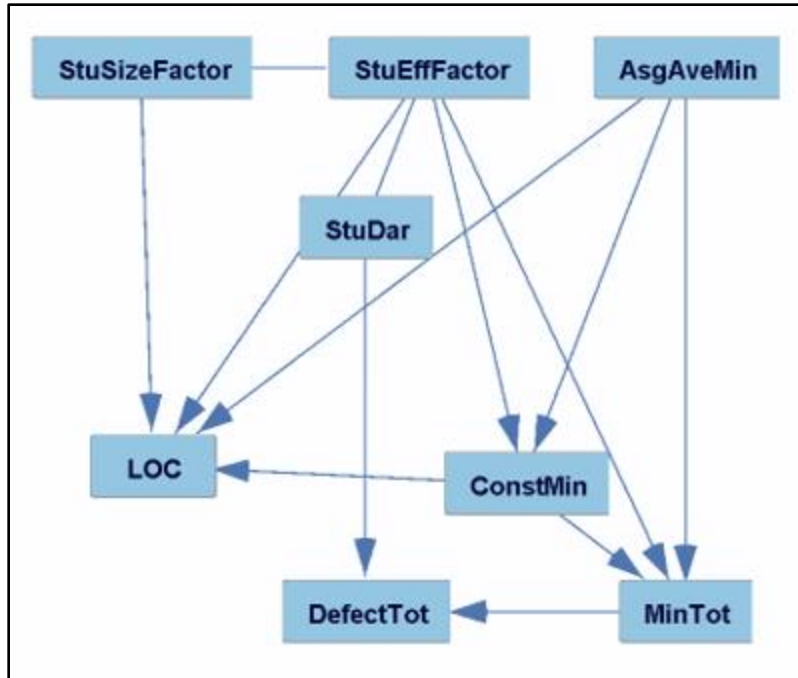 StuSizeFactor
StuEffFactor
AsgAveMin
StuDar
LOC
ConstMin
DefectTot
MinTot